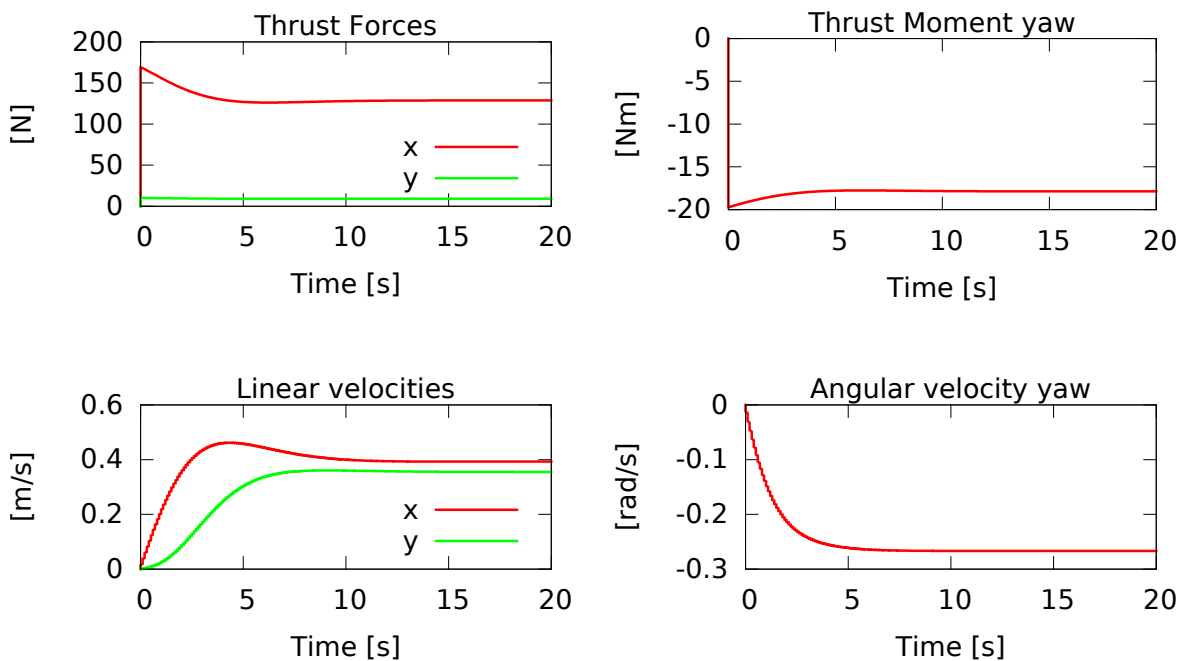 Thrust Forces
200
150
100
50
0
[N]
x
y
0 5 10 15 20
Time [s]
Thrust Moment yaw
0
-5
-10
-15
-20
[Nm]
0 5 10 15 20
Time [s]
Linear velocities
0.6
0.4
0.2
0
[m/s]
x
y
0 5 10 15 20
Time [s]
Angular velocity yaw
0
-0.1
-0.2
-0.3
[rad/s]
0 5 10 15 20
Time [s]